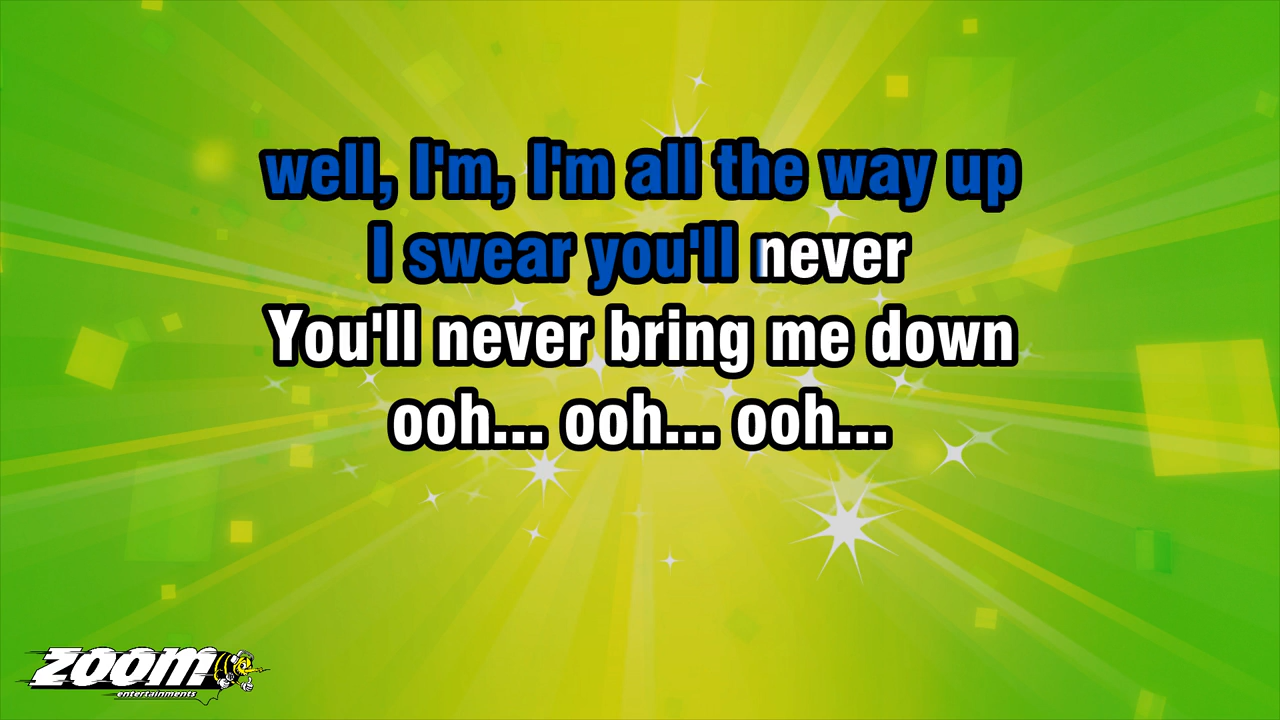 well, I'm, I'm all the way up
I swear you'll never
You'll never bring me down
ooh... ooh... ooh...
zoom
entertainments